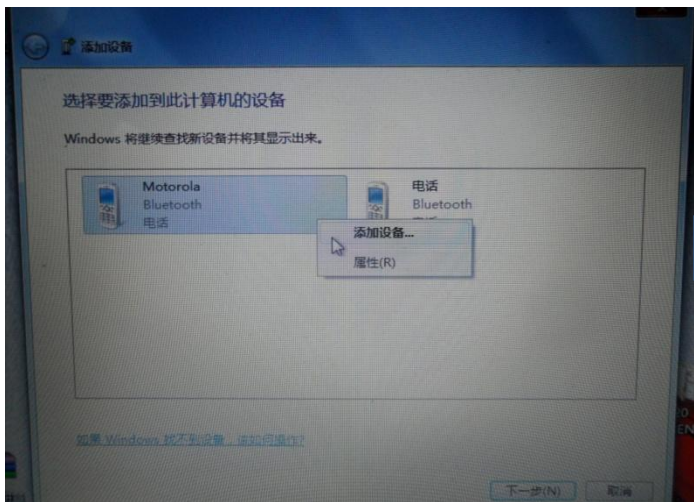 添加设备
选择要添加到此计算机的设备
Windows 将继续查找新设备并将其显示出来。
Motorola
Bluetooth
电话
电话
Bluetooth
添加设备...
属性(R)
如果 Windows 找不到设备，该如何操作?
下一步(N)
取消
EN